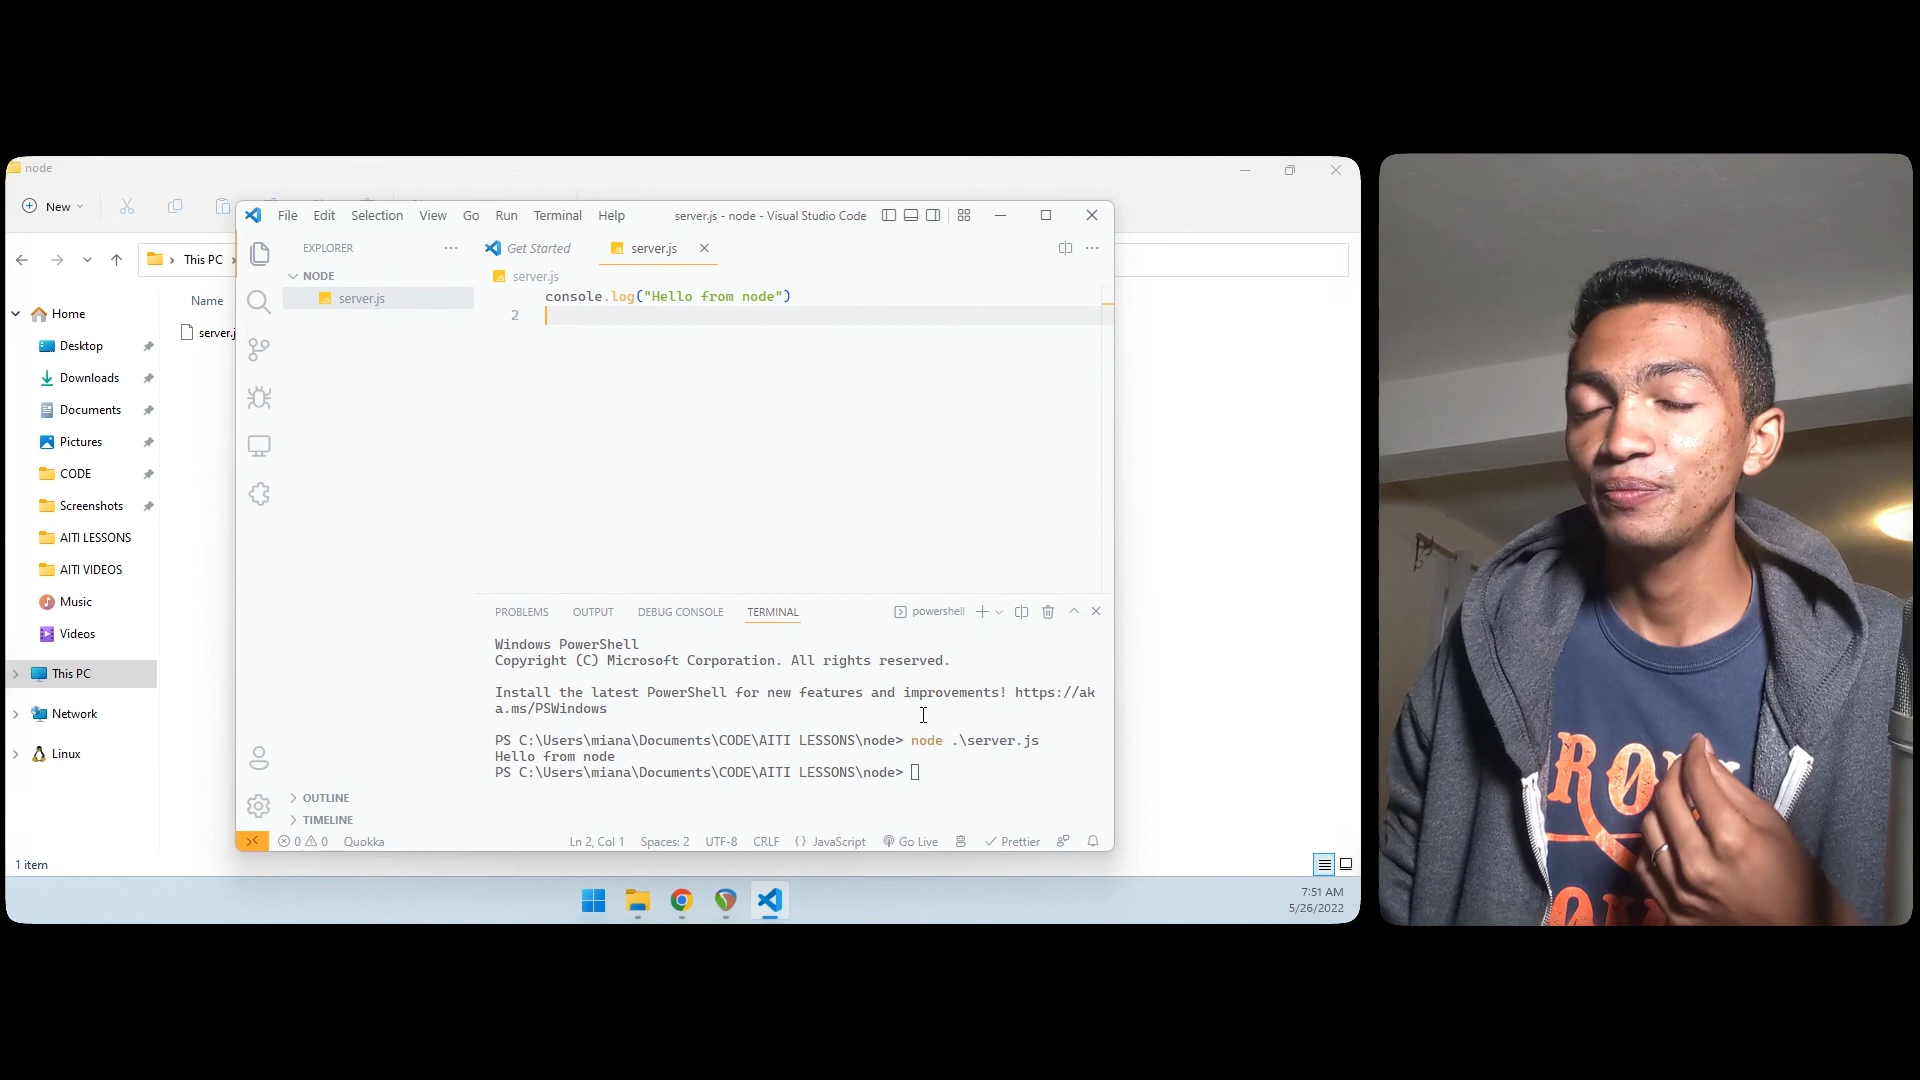 node
New
This PC
Name
Home
Desktop
Downloads
Documents
Pictures
CODE
Screenshots
AITI LESSONS
AITI VIDEOS
Music
Videos
This PC
Network
Linux
1 item
File Edit Selection View Go Run Terminal Help
server.js - node - Visual Studio Code
EXPLORER
Get Started
server.js
NODE
server.js
server.js
console.log("Hello from node")
2
PROBLEMS OUTPUT DEBUG CONSOLE TERMINAL
powershell
Windows PowerShell
Copyright (C) Microsoft Corporation. All rights reserved.
Install the latest PowerShell for new features and improvements! https://ak
a.ms/PSWindows
PS C:\Users\miana\Documents\CODE\AITI LESSONS\node> node .\server.js
Hello from node
PS C:\Users\miana\Documents\CODE\AITI LESSONS\node>
OUTLINE
TIMELINE
0 0 Quokka Ln 2, Col 1 Spaces: 2 UTF-8 CRLF {} JavaScript Go Live Prettier
7:51 AM
5/26/2022